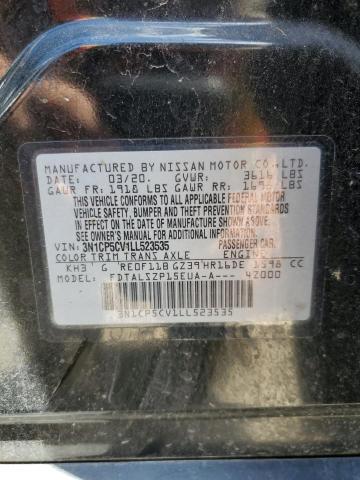 MANUFACTURED BY NISSAN MOTOR CO.,LTD.
DATE: 03/20. GVWR: 3616 LBS
GAWR FR: 1918 LBS GAWR RR: 1698 LBS
THIS VEHICLE CONFORMS TO ALL APPLICABLE FEDERAL MOTOR
VEHICLE SAFETY, BUMPER AND THEFT PREVENTION STANDARDS
IN EFFECT ON THE DATE OF MANUFACTURE SHOWN ABOVE.
SEE OWNER'S MANUAL FOR ADDITIONAL INFO
VIN: 3N1CP5CV1LL523535 PASSENGER CAR.
COLOR TRIM TRANS AXLE ENGINE
KH3 G RE0F11B GZ39 HR16DE 1598 CC
MODEL: FDTALSZP15EUA-A--- 42000
3N1CP5CV1LL523535